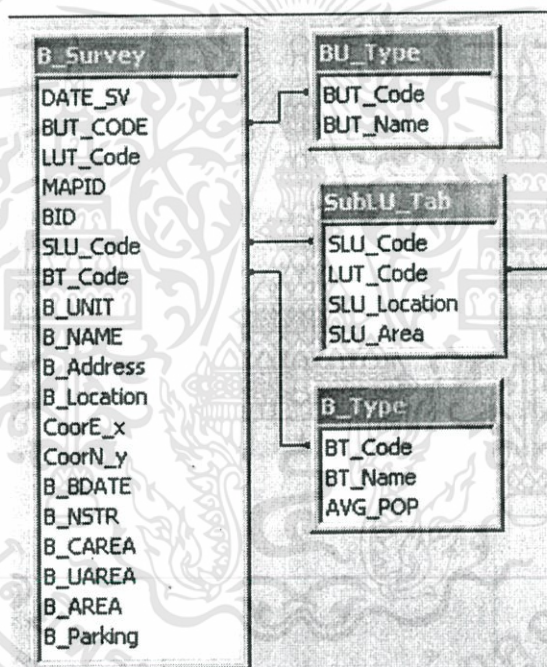 B_Survey
DATE_SV
BUT_CODE
LUT_Code
MAPID
BID
SLU_Code
BT_Code
B_UNIT
B_NAME
B_Address
B_Location
CoorE_x
CoorN_y
B_BDATE
B_NSTR
B_CAREA
B_UAREA
B_AREA
B_Parking
BU_Type
BUT_Code
BUT_Name
SubLU_Tab
SLU_Code
LUT_Code
SLU_Location
SLU_Area
B_Type
BT_Code
BT_Name
AVG_POP